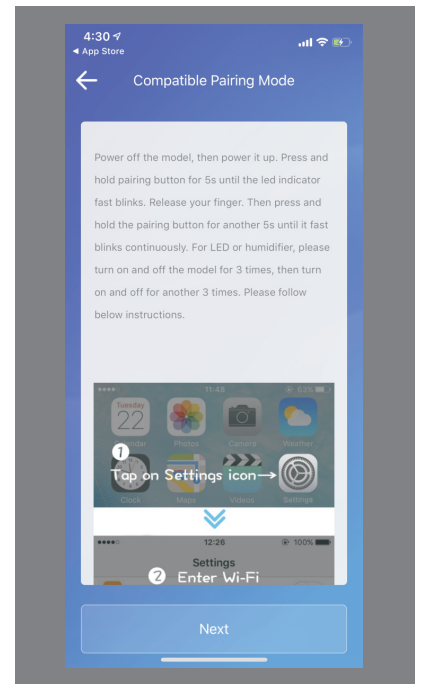 4:30
App Store
Compatible Pairing Mode
Power off the model, then power it up. Press and
hold pairing button for 5s until the led indicator
fast blinks. Release your finger. Then press and
hold the pairing button for another 5s until it fast
blinks continuously. For LED or humidifier, please
turn on and off the model for 3 times, then turn
on and off for another 3 times. Please follow
below instructions.
11:48 63%
Tuesday
22
Calendar Photos Camera Weather
1
Tap on Settings icon→
Clock Maps Videos Settings
12:26 100%
Settings
2 Enter Wi-Fi
Next